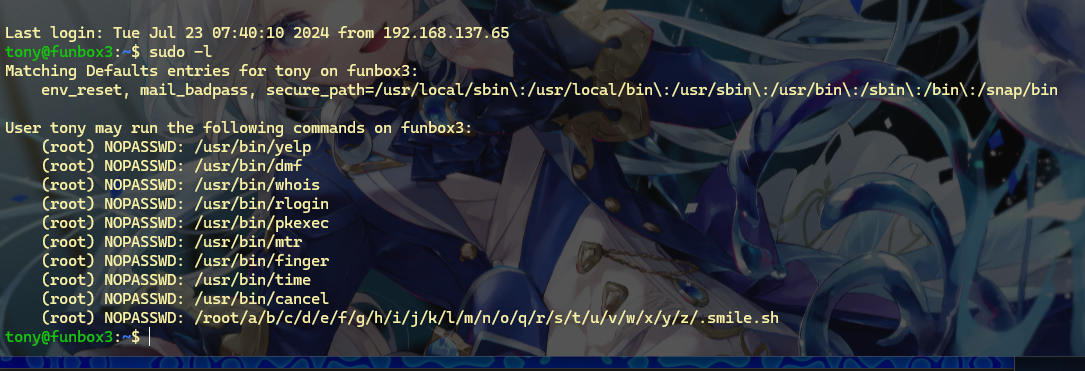 Last login: Tue Jul 23 07:40:10 2024 from 192.168.137.65
tony@funbox3:~$ sudo -l
Matching Defaults entries for tony on funbox3:
    env_reset, mail_badpass, secure_path=/usr/local/sbin\:/usr/local/bin\:/usr/sbin\:/usr/bin\:/sbin\:/bin\:/snap/bin

User tony may run the following commands on funbox3:
    (root) NOPASSWD: /usr/bin/yelp
    (root) NOPASSWD: /usr/bin/dmf
    (root) NOPASSWD: /usr/bin/whois
    (root) NOPASSWD: /usr/bin/rlogin
    (root) NOPASSWD: /usr/bin/pkexec
    (root) NOPASSWD: /usr/bin/mtr
    (root) NOPASSWD: /usr/bin/finger
    (root) NOPASSWD: /usr/bin/time
    (root) NOPASSWD: /usr/bin/cancel
    (root) NOPASSWD: /root/a/b/c/d/e/f/g/h/i/j/k/l/m/n/o/q/r/s/t/u/v/w/x/y/z/.smile.sh
tony@funbox3:~$